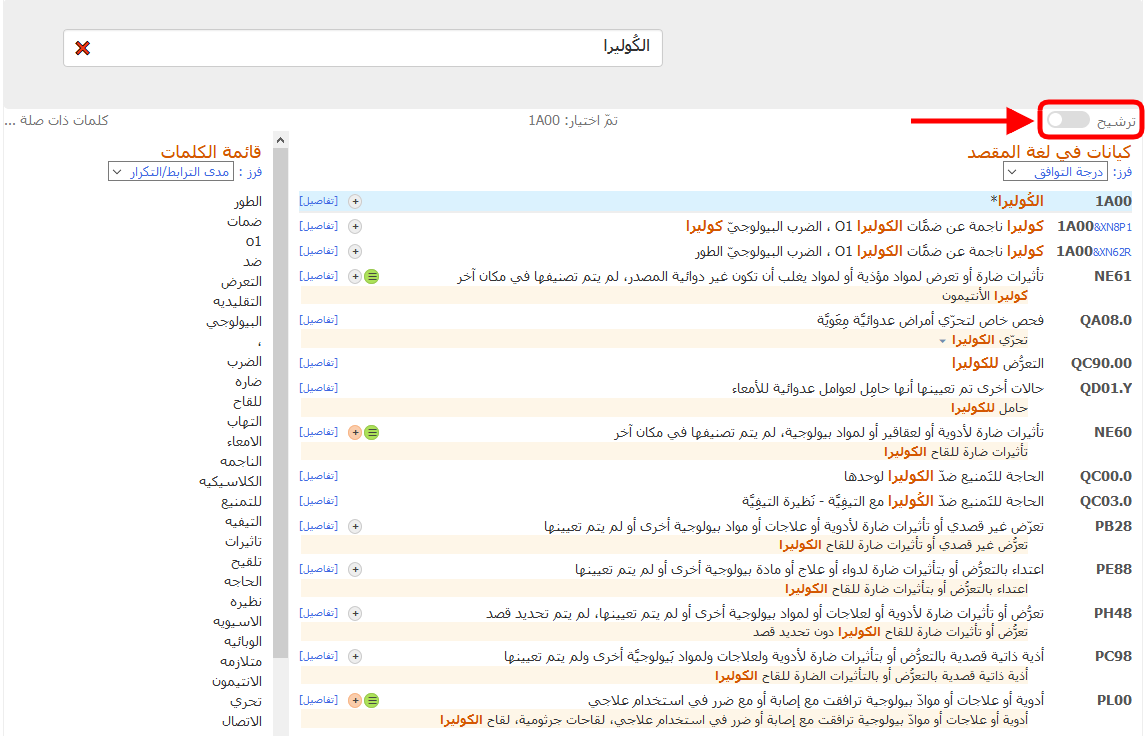 الكُوليرا
ترشيح
تمّ اختيار: 1A00
كلمات ذات صلة ...
كيانات في لغة المقصد
فرز: درجة التوافق
1A00 الكُوليرا* [تفاصيل]
1A00&XN8P1 كوليرا ناجمة عن ضمَّات الكوليرا O1 ، الضرب البيولوجيّ كوليرا [تفاصيل]
1A00&XN62R كوليرا ناجمة عن ضمَّات الكوليرا O1 ، الضرب البيولوجيّ الطور [تفاصيل]
NE61 تأثيرات ضارة أو تعرض لمواد مؤذية أو لمواد يغلب أن تكون غير دوائية المصدر، لم يتم تصنيفها في مكان آخر [تفاصيل]
كوليرا الأنتيمون
QA08.0 فحص خاص لتحرّي أمراض عدوائيَّة مِعَويَّة [تفاصيل]
تحرّي الكوليرا
QC90.00 التعرُّض للكوليرا [تفاصيل]
QD01.Y حالات أخرى تم تعيينها أنها حامِل لعوامل عدوائية للأمعاء [تفاصيل]
حامل للكوليرا
NE60 تأثيرات ضارة لأدوية أو لعقاقير أو لمواد بيولوجية، لم يتم تصنيفها في مكان آخر [تفاصيل]
تأثيرات ضارة للقاح الكوليرا
QC00.0 الحاجة للتَمنيع ضدّ الكوليرا لوحدها [تفاصيل]
QC03.0 الحاجة للتَمنيع ضدّ الكُوليرا مع التيفِيَّة - نَظيرة التيفِيَّة [تفاصيل]
PB28 تعرّض غير قصدي أو تأثيرات ضارة لأدوية أو علاجات أو مواد بيولوجية أخرى أو لم يتم تعيينها [تفاصيل]
تعرُّض غير قصدي أو تأثيرات ضارة للقاح الكوليرا
PE88 اعتداء بالتعرُّض أو بتأثيرات ضارة لدواء أو علاج أو مادة بيولوجية أخرى أو لم يتم تعيينها [تفاصيل]
اعتداء بالتعرُّض أو بتأثيرات ضارة للقاح الكوليرا
PH48 تعرُّض أو تأثيرات ضارة لأدوية أو لعلاجات أو لمواد بيولوجية أخرى أو لم يتم تعيينها، لم يتم تحديد قصد [تفاصيل]
تعرُّض أو تأثيرات ضارة للقاح الكوليرا دون تحديد قصد
PC98 أذية ذاتية قصدية بالتعرُّض أو بتأثيرات ضارة لأدوية ولعلاجات ولمواد بَيولوجيَّة أخرى ولم يتم تعيينها [تفاصيل]
أذية ذاتية قصدية بالتعرُّض أو بالتأثيرات الضارة للقاح الكوليرا
PL00 أدوية أو علاجات أو موادّ بيولوجية ترافقت مع إصابة أو مع ضرر في استخدام علاجي [تفاصيل]
أدوية أو علاجات أو موادّ بيولوجية ترافقت مع إصابة أو ضرر في استخدام علاجي، لقاحات جرثومية، لقاح الكوليرا
قائمة الكلمات
فرز : مدى الترابط/التكرار
الطور
ضمات
o1
ضد
التعرض
التقليديه
البيولوجي
،
الضرب
ضاره
للقاح
التهاب
الامعاء
الناجمه
الكلاسيكيه
للتمنيع
التيفيه
تاثيرات
تلقيح
الحاجه
نظيره
الاسيويه
الوبائيه
متلازمه
الانتيمون
تحري
الاتصال